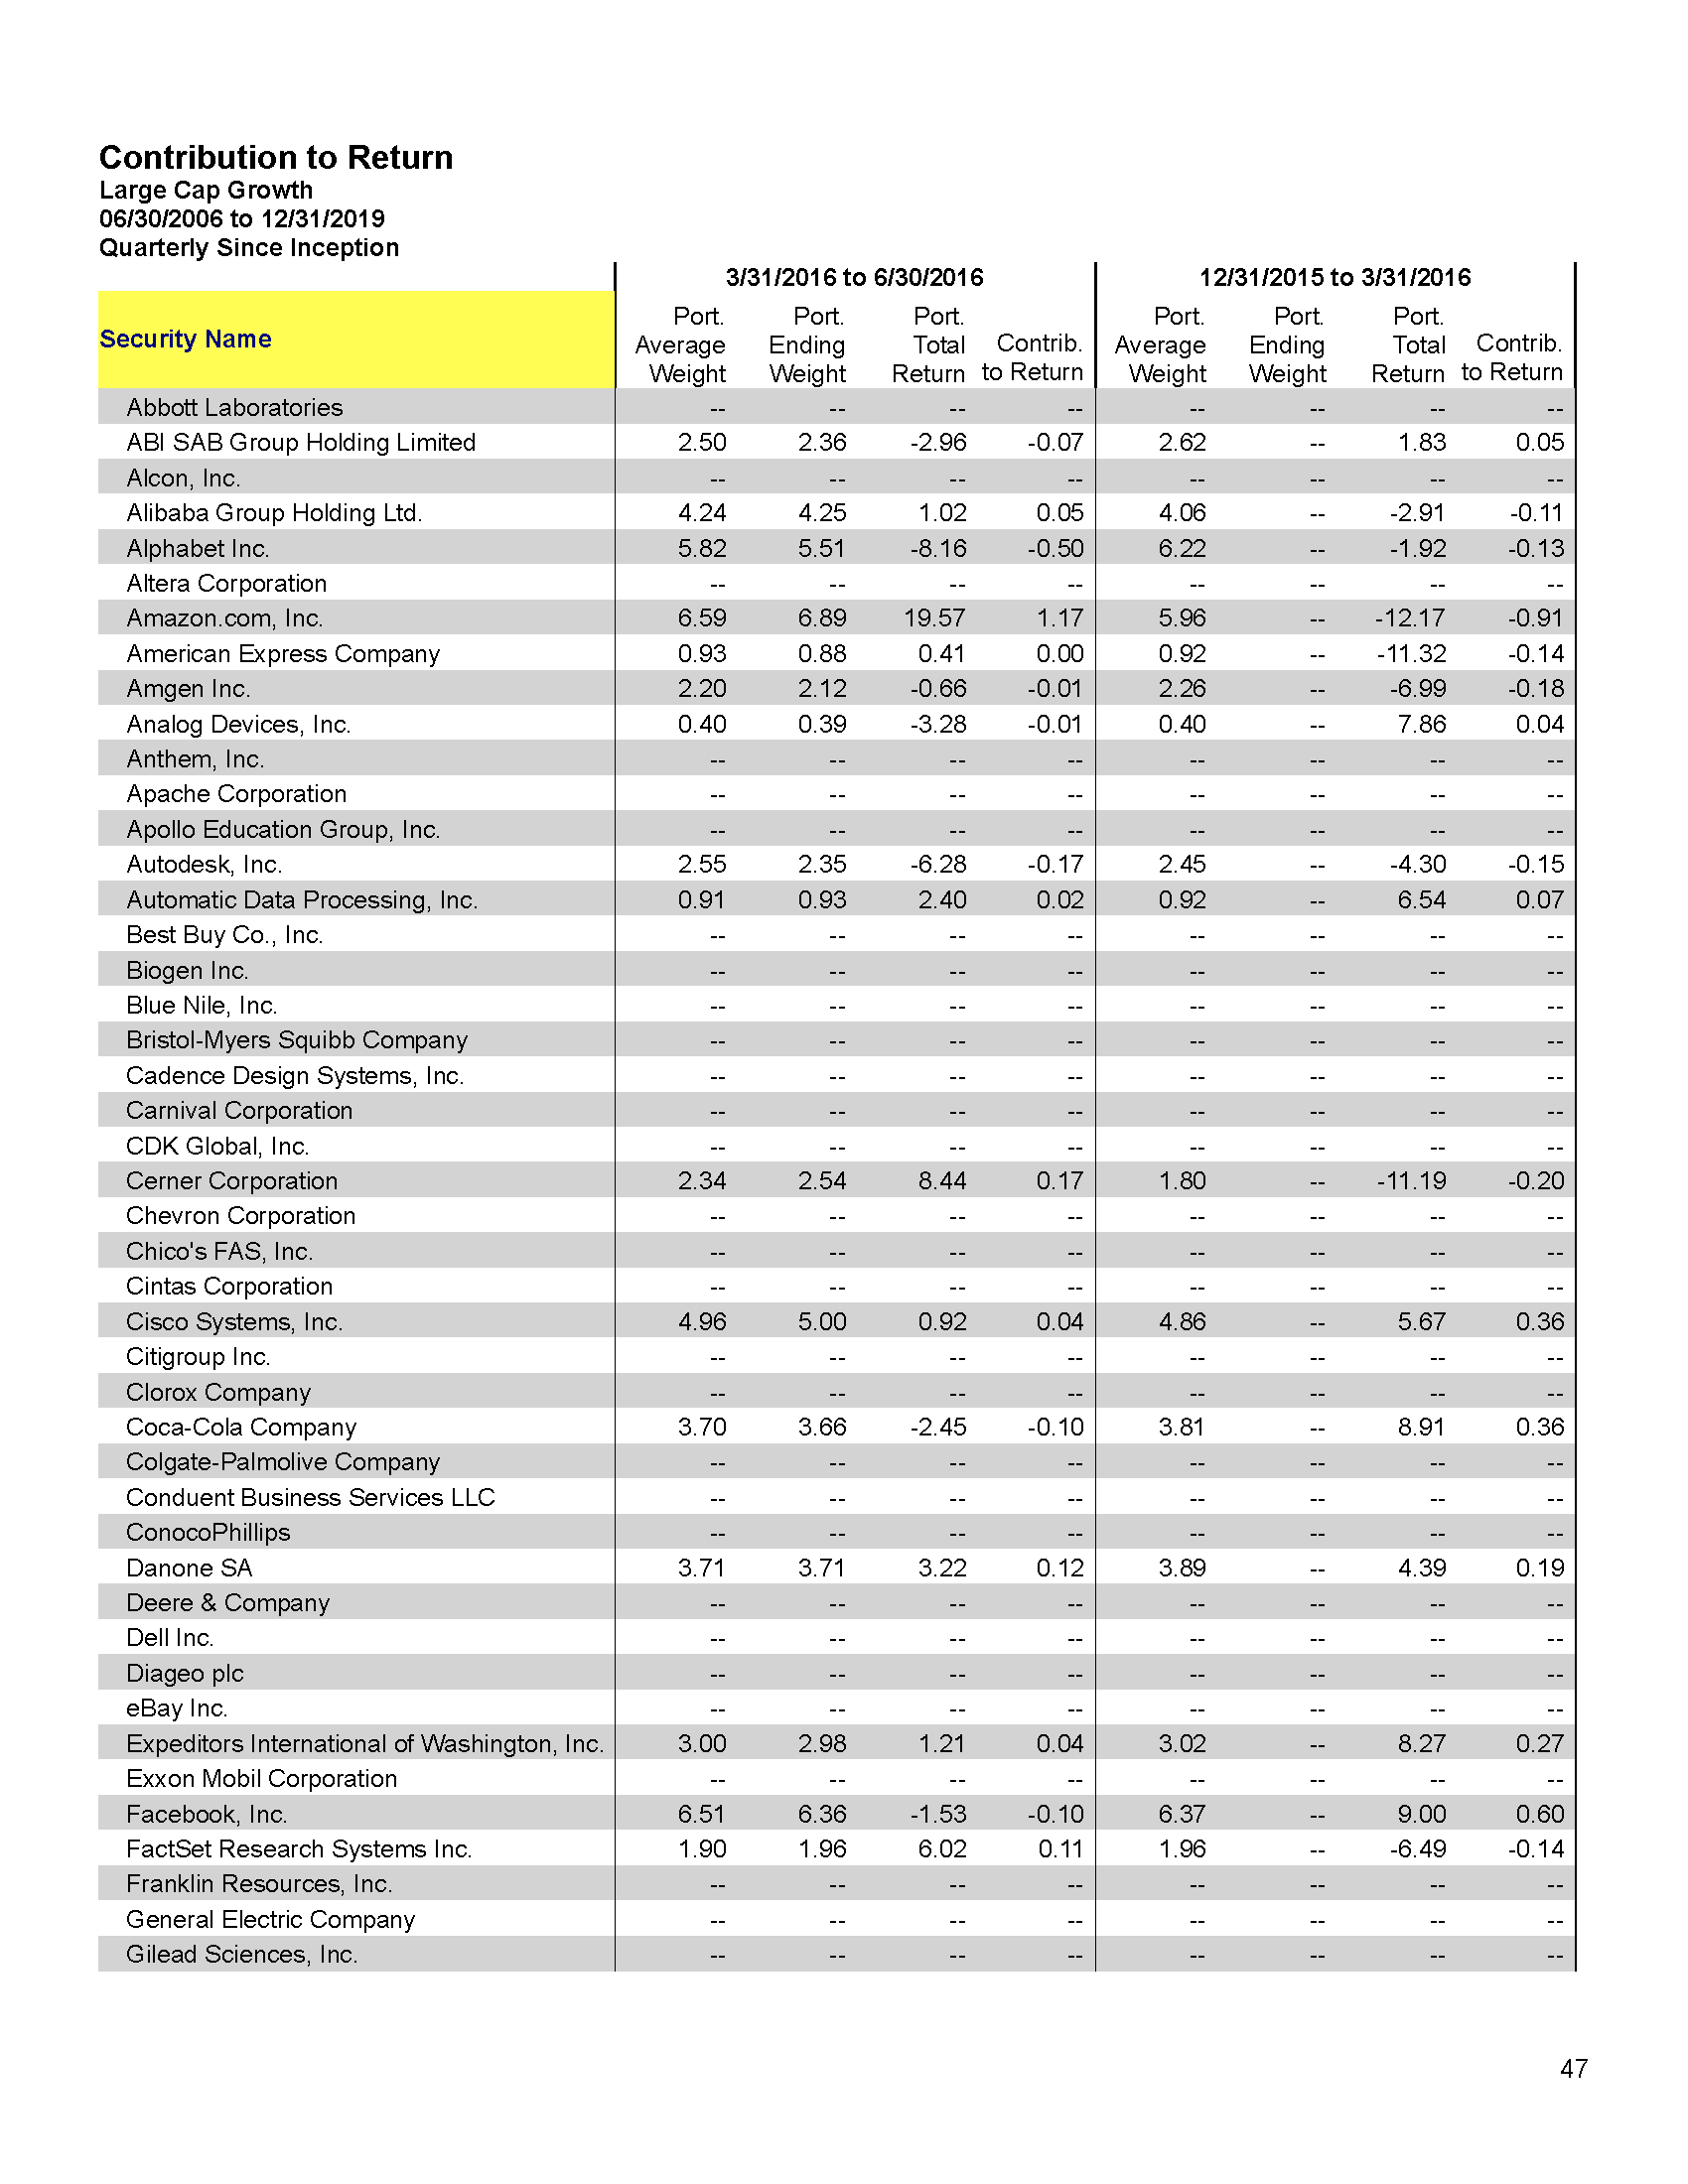 Contribution to Return
Large Cap Growth
06/30/2006 to 12/31/2019
Quarterly Since Inception
3/31/2016 to 6/30/2016 12/31/2015 to 3/31/2016
Security Name Port. Average Weight Port. Ending Weight Port. Total Return Contrib. to Return Port. Average Weight Port. Ending Weight Port. Total Return Contrib. to Return
Abbott Laboratories -- -- -- -- -- -- -- --
ABI SAB Group Holding Limited 2.50 2.36 -2.96 -0.07 2.62 -- 1.83 0.05
Alcon, Inc. -- -- -- -- -- -- -- --
Alibaba Group Holding Ltd. 4.24 4.25 1.02 0.05 4.06 -- -2.91 -0.11
Alphabet Inc. 5.82 5.51 -8.16 -0.50 6.22 -- -1.92 -0.13
Altera Corporation -- -- -- -- -- -- -- --
Amazon.com, Inc. 6.59 6.89 19.57 1.17 5.96 -- -12.17 -0.91
American Express Company 0.93 0.88 0.41 0.00 0.92 -- -11.32 -0.14
Amgen Inc. 2.20 2.12 -0.66 -0.01 2.26 -- -6.99 -0.18
Analog Devices, Inc. 0.40 0.39 -3.28 -0.01 0.40 -- 7.86 0.04
Anthem, Inc. -- -- -- -- -- -- -- --
Apache Corporation -- -- -- -- -- -- -- --
Apollo Education Group, Inc. -- -- -- -- -- -- -- --
Autodesk, Inc. 2.55 2.35 -6.28 -0.17 2.45 -- -4.30 -0.15
Automatic Data Processing, Inc. 0.91 0.93 2.40 0.02 0.92 -- 6.54 0.07
Best Buy Co., Inc. -- -- -- -- -- -- -- --
Biogen Inc. -- -- -- -- -- -- -- --
Blue Nile, Inc. -- -- -- -- -- -- -- --
Bristol-Myers Squibb Company -- -- -- -- -- -- -- --
Cadence Design Systems, Inc. -- -- -- -- -- -- -- --
Carnival Corporation -- -- -- -- -- -- -- --
CDK Global, Inc. -- -- -- -- -- -- -- --
Cerner Corporation 2.34 2.54 8.44 0.17 1.80 -- -11.19 -0.20
Chevron Corporation -- -- -- -- -- -- -- --
Chico's FAS, Inc. -- -- -- -- -- -- -- --
Cintas Corporation -- -- -- -- -- -- -- --
Cisco Systems, Inc. 4.96 5.00 0.92 0.04 4.86 -- 5.67 0.36
Citigroup Inc. -- -- -- -- -- -- -- --
Clorox Company -- -- -- -- -- -- -- --
Coca-Cola Company 3.70 3.66 -2.45 -0.10 3.81 -- 8.91 0.36
Colgate-Palmolive Company -- -- -- -- -- -- -- --
Conduent Business Services LLC -- -- -- -- -- -- -- --
ConocoPhillips -- -- -- -- -- -- -- --
Danone SA 3.71 3.71 3.22 0.12 3.89 -- 4.39 0.19
Deere & Company -- -- -- -- -- -- -- --
Dell Inc. -- -- -- -- -- -- -- --
Diageo plc -- -- -- -- -- -- -- --
eBay Inc. -- -- -- -- -- -- -- --
Expeditors International of Washington, Inc. 3.00 2.98 1.21 0.04 3.02 -- 8.27 0.27
Exxon Mobil Corporation -- -- -- -- -- -- -- --
Facebook, Inc. 6.51 6.36 -1.53 -0.10 6.37 -- 9.00 0.60
FactSet Research Systems Inc. 1.90 1.96 6.02 0.11 1.96 -- -6.49 -0.14
Franklin Resources, Inc. -- -- -- -- -- -- -- --
General Electric Company -- -- -- -- -- -- -- --
Gilead Sciences, Inc. -- -- -- -- -- -- -- --
47